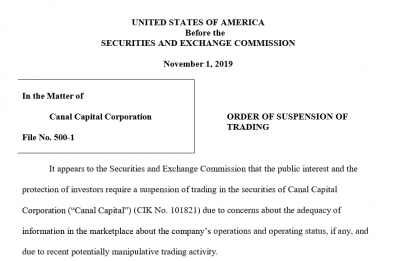 UNITED STATES OF AMERICA
Before the
SECURITIES AND EXCHANGE COMMISSION
November 1, 2019
In the Matter of
Canal Capital Corporation
File No. 500-1
ORDER OF SUSPENSION OF
TRADING
It appears to the Securities and Exchange Commission that the public interest and the
protection of investors require a suspension of trading in the securities of Canal Capital
Corporation (“Canal Capital”) (CIK No. 101821) due to concerns about the adequacy of
information in the marketplace about the company’s operations and operating status, if any, and
due to recent potentially manipulative trading activity.